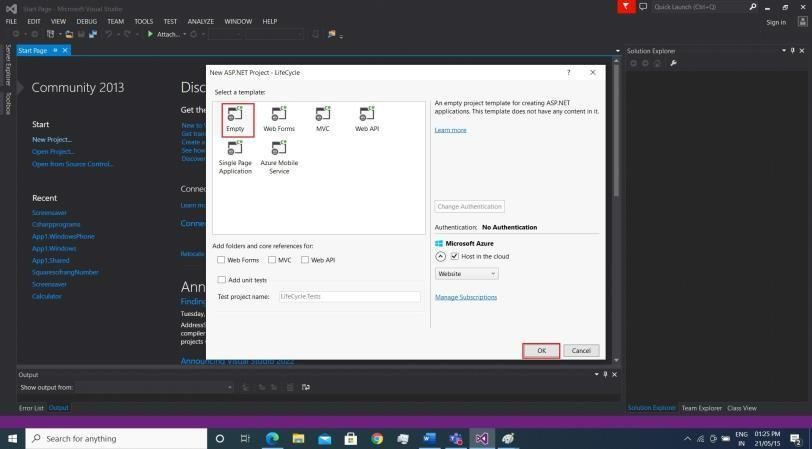 Start Page - Microsoft Visual Studio
Quick Launch (Ctrl+Q)
FILE EDIT VIEW DEBUG TEAM TOOLS TEST ANALYZE WINDOW HELP
Sign in
Attach...
Start Page
Solution Explorer
Server Explorer
Toolbox
Community 2013
Disc
Start
New Project...
Open Project...
Open from Source Control...
Recent
Screensaver
Csharpprograms
App1.WindowsPhone
App1.Windows
App1.Shared
SquaresofrangNumber
Screensaver
Calculator
Get the
New to
Get trai
Create a
See how
Discover
Connec
Learn m
Connec
Relocate
Ann
Findin
Tuesday,
AddressS
compiler
projects
Announcing Visual Studio 2022
New ASP.NET Project - LifeCycle
Select a template:
Empty
Web Forms
MVC
Web API
Single Page Application
Azure Mobile Service
An empty project template for creating ASP.NET
applications. This template does not have any content in it.
Learn more
Change Authentication
Authentication: No Authentication
Microsoft Azure
Host in the cloud
Website
Manage Subscriptions
Add folders and core references for:
Web Forms MVC Web API
Add unit tests
Test project name: LifeCycle.Tests
OK Cancel
Output
Show output from:
Error List Output
Solution Explorer Team Explorer Class View
Search for anything
ENG
IN
01:25 PM
21/05/15
2